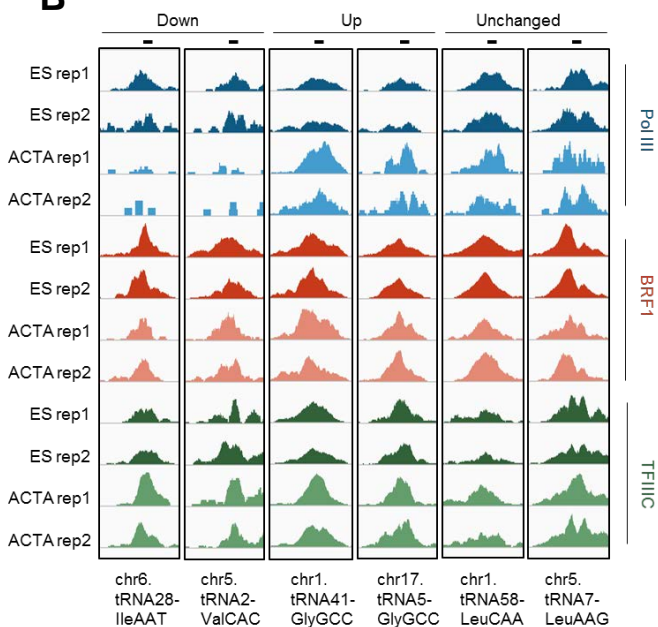 B
Down Up Unchanged
ES rep1
ES rep2
ACTA rep1
ACTA rep2
Pol III
ES rep1
ES rep2
ACTA rep1
ACTA rep2
BRF1
ES rep1
ES rep2
ACTA rep1
ACTA rep2
TFIIIC
chr6.
tRNA28-
IleAAT
chr5.
tRNA2-
ValCAC
chr1.
tRNA41-
GlyGCC
chr17.
tRNA5-
GlyGCC
chr1.
tRNA58-
LeuCAA
chr5.
tRNA7-
LeuAAG